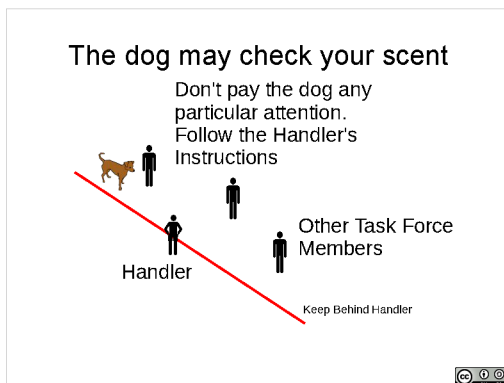 The dog may check your scent
Don't pay the dog any
particular attention.
Follow the Handler's
Instructions
Other Task Force
Members
Handler
Keep Behind Handler
cc